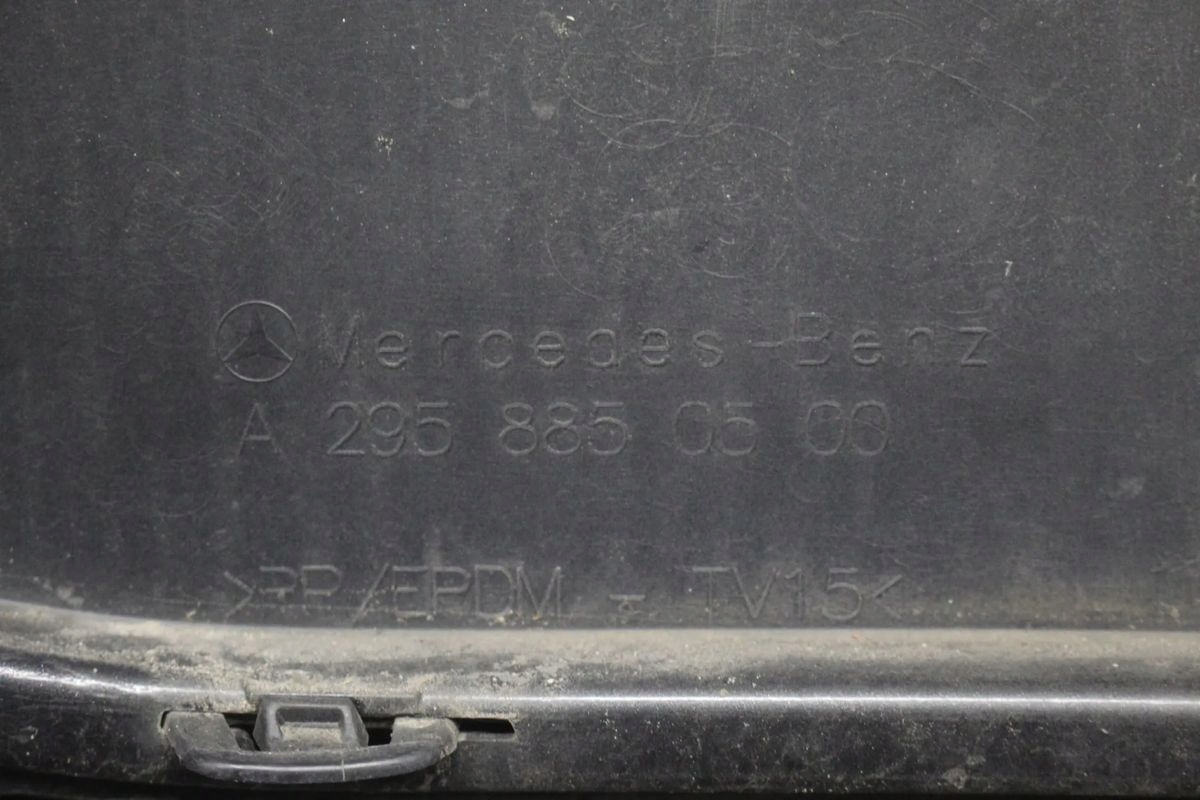 Mercedes-Benz
A 295 885 05 00
>PP/EPDM - TV15<